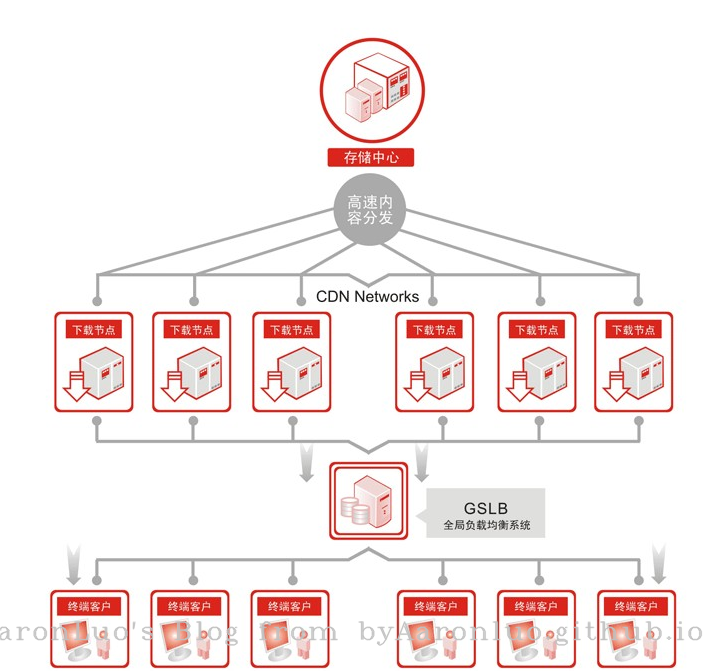 存储中心
高速内
容分发
CDN Networks
下载节点
下载节点
下载节点
下载节点
下载节点
下载节点
GSLB
全局负载均衡系统
终端客户
终端客户
终端客户
终端客户
终端客户
终端客户
aronluo's Blog from byAaronluo.github.io